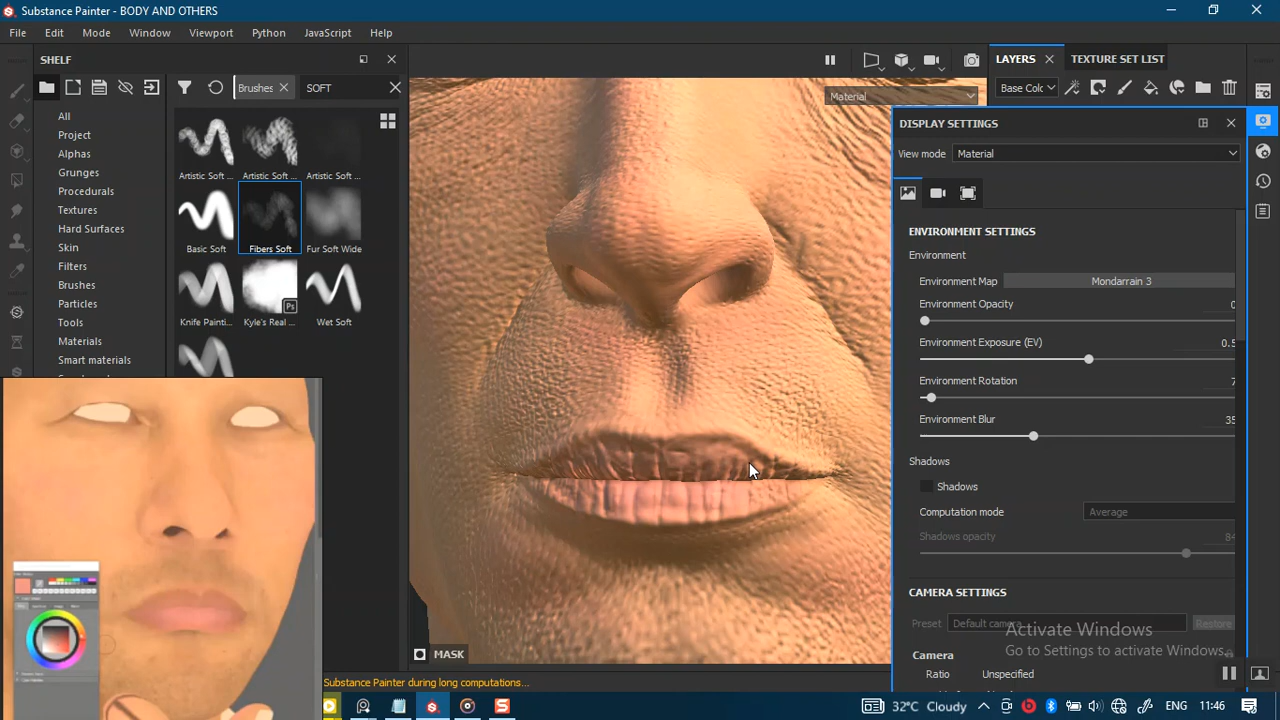 Substance Painter - BODY AND OTHERS
File Edit Mode Window Viewport Python JavaScript Help
SHELF
Brushes SOFT
All
Project
Alphas
Grunges
Procedurals
Textures
Hard Surfaces
Skin
Filters
Brushes
Particles
Tools
Materials
Smart materials
Artistic Soft ... Artistic Soft ... Artistic Soft ...
Basic Soft Fibers Soft Fur Soft Wide
Knife Painti... Kyle's Real ... Wet Soft
Ps
Material
MASK
Substance Painter during long computations...
LAYERS TEXTURE SET LIST
Base Colo
DISPLAY SETTINGS
View mode Material
ENVIRONMENT SETTINGS
Environment
Environment Map Mondarrain 3
Environment Opacity 0
Environment Exposure (EV) 0.5
Environment Rotation 7
Environment Blur 35
Shadows
Shadows
Computation mode Average
Shadows opacity 84
CAMERA SETTINGS
Preset Default camera Restore
Activate Windows
Go to Settings to activate Windows.
Camera
Ratio Unspecified
32°C Cloudy ENG 11:46